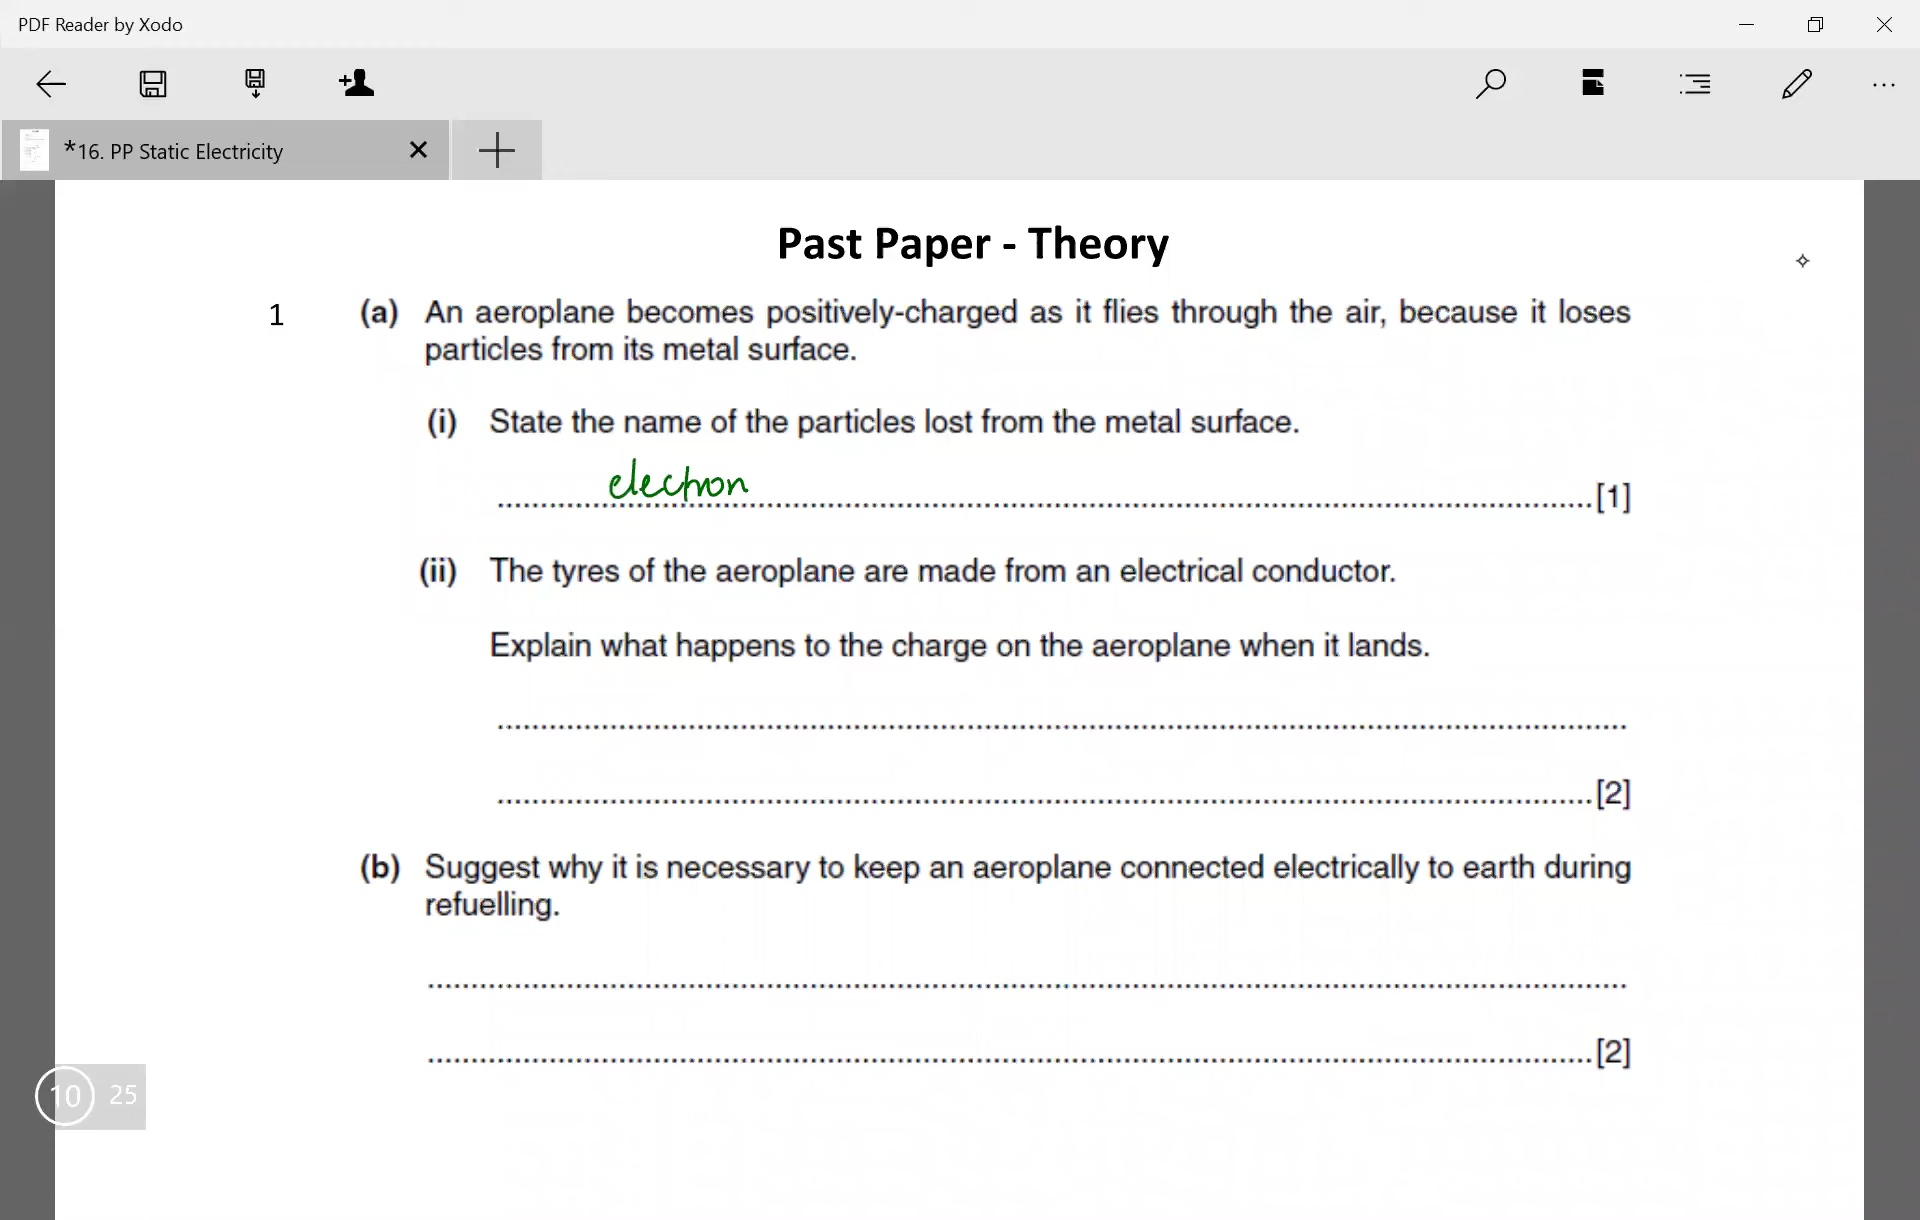 PDF Reader by Xodo
*16. PP Static Electricity
Past Paper - Theory
1 (a) An aeroplane becomes positively-charged as it flies through the air, because it loses
particles from its metal surface.
(i) State the name of the particles lost from the metal surface.
electron
[1]
(ii) The tyres of the aeroplane are made from an electrical conductor.
Explain what happens to the charge on the aeroplane when it lands.
[2]
(b) Suggest why it is necessary to keep an aeroplane connected electrically to earth during
refuelling.
[2]
10 25